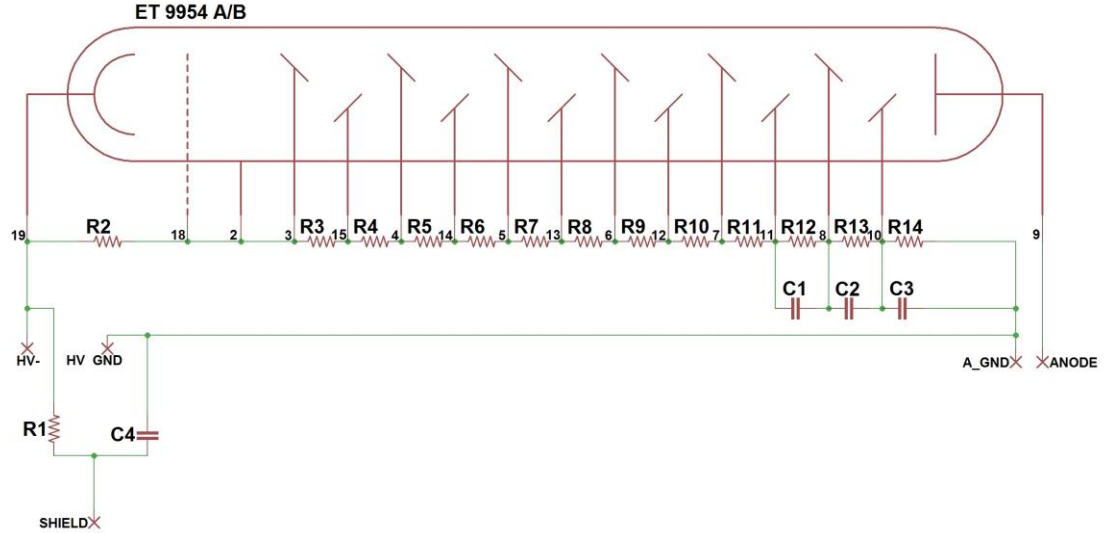 ET 9954 A/B
R2 R3 R4 R5 R6 R7 R8 R9 R10 R11 R12 R13 R14
19 18 2 3 15 4 14 5 13 6 12 7 11 8 10 9
C1 C2 C3
HV- HV GND A_GND ANODE
R1 C4
SHIELD